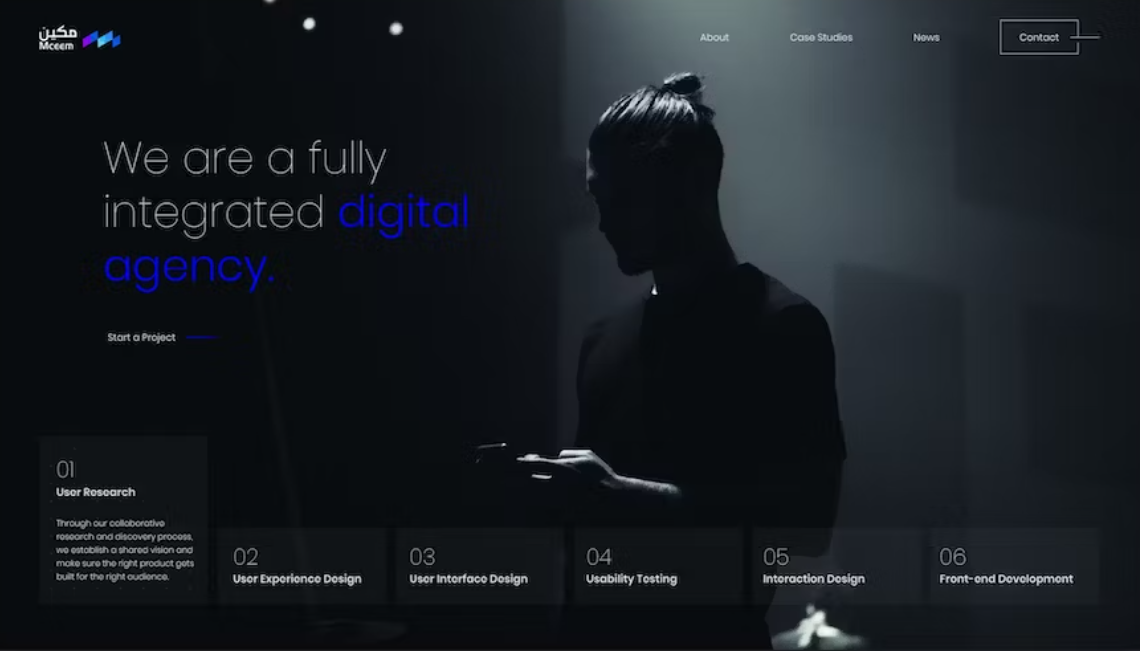 مكين
Mceem
About
Case Studies
News
Contact
We are a fully
integrated digital
agency.
Start a Project
01
User Research
Through our collaborative
research and discovery process,
we establish a shared vision and
make sure the right product gets
built for the right audience.
02
User Experience Design
03
User Interface Design
04
Usability Testing
05
Interaction Design
06
Front-end Development